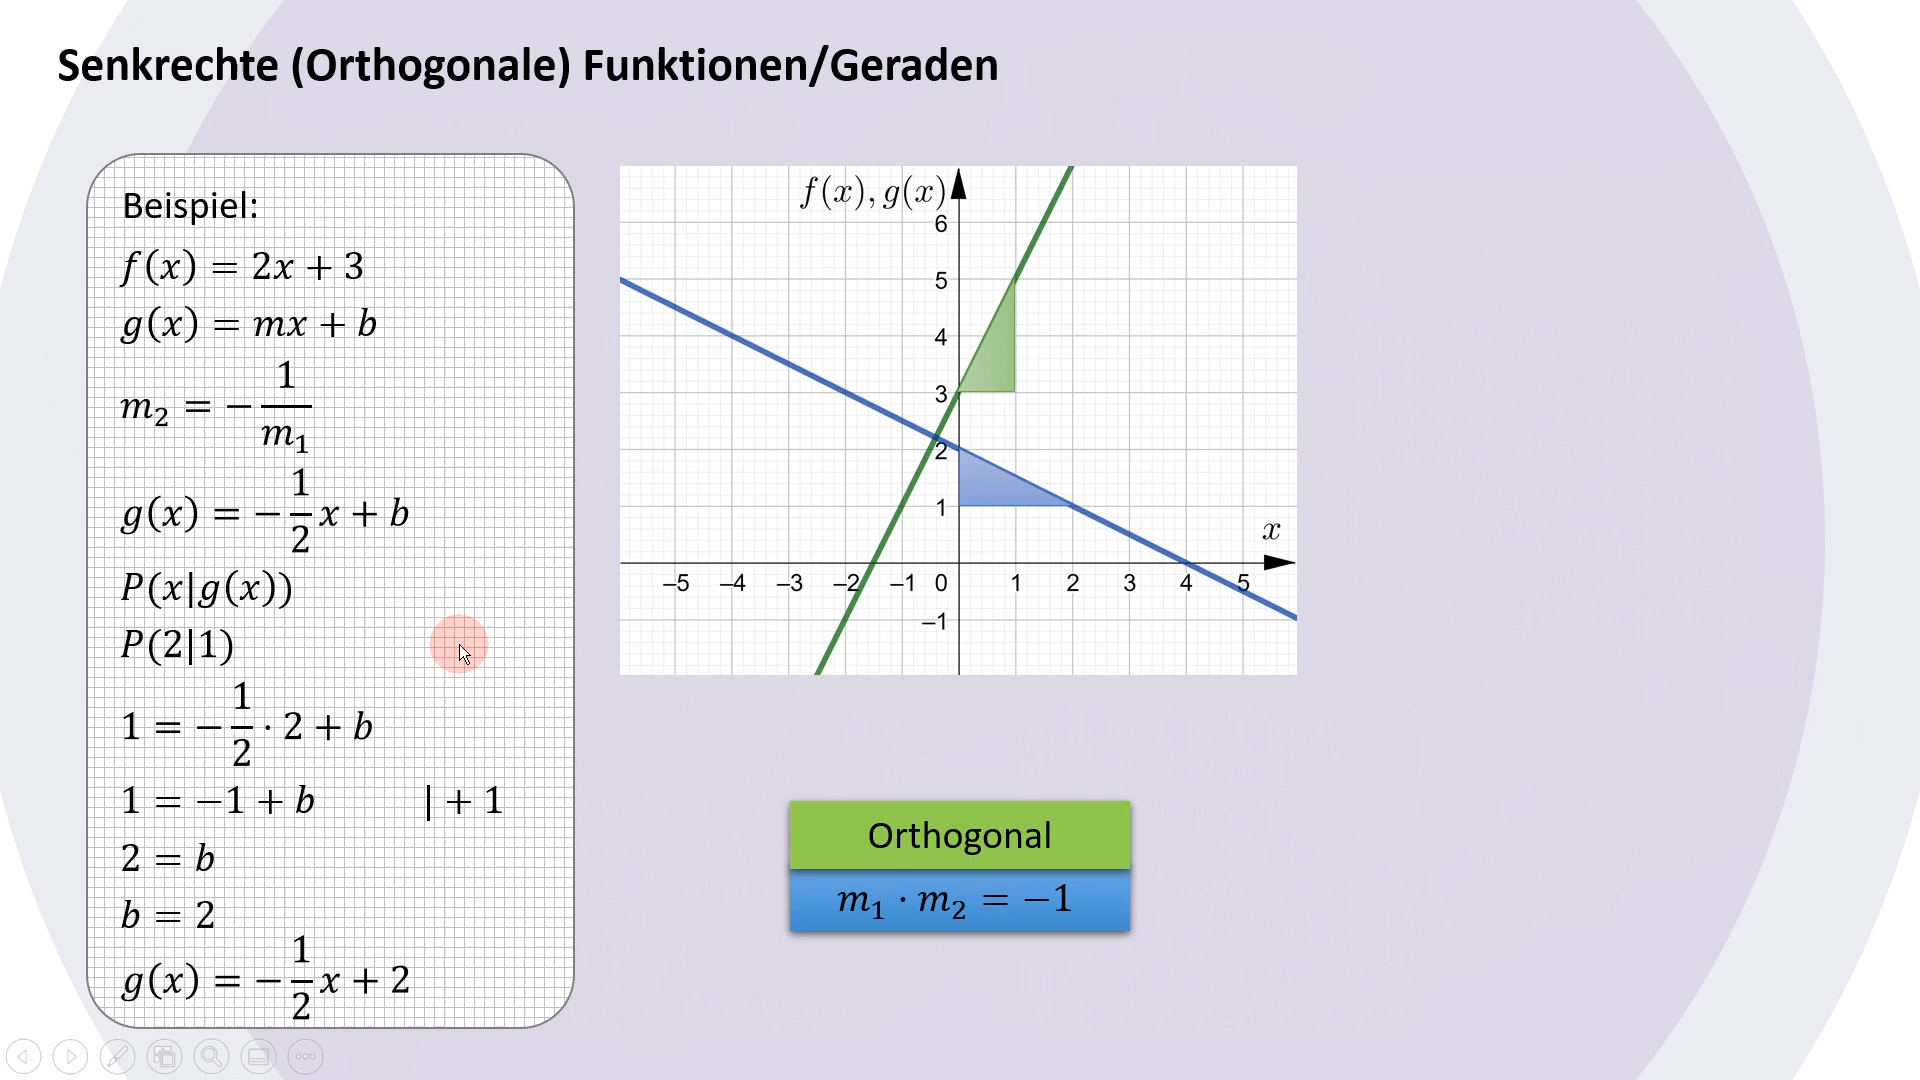 Senkrechte (Orthogonale) Funktionen/Geraden
Beispiel:
f(x) = 2x + 3
g(x) = mx + b
m₂ = −1/m₁
g(x) = −1/2 x + b
P(x|g(x))
P(2|1)
1 = −1/2 · 2 + b
1 = −1 + b | + 1
2 = b
b = 2
g(x) = −1/2 x + 2
f(x), g(x)
6
5
4
3
2
1
x
–5 –4 –3 –2 –1 0 1 2 3 4 5
–1
Orthogonal
m₁ · m₂ = −1